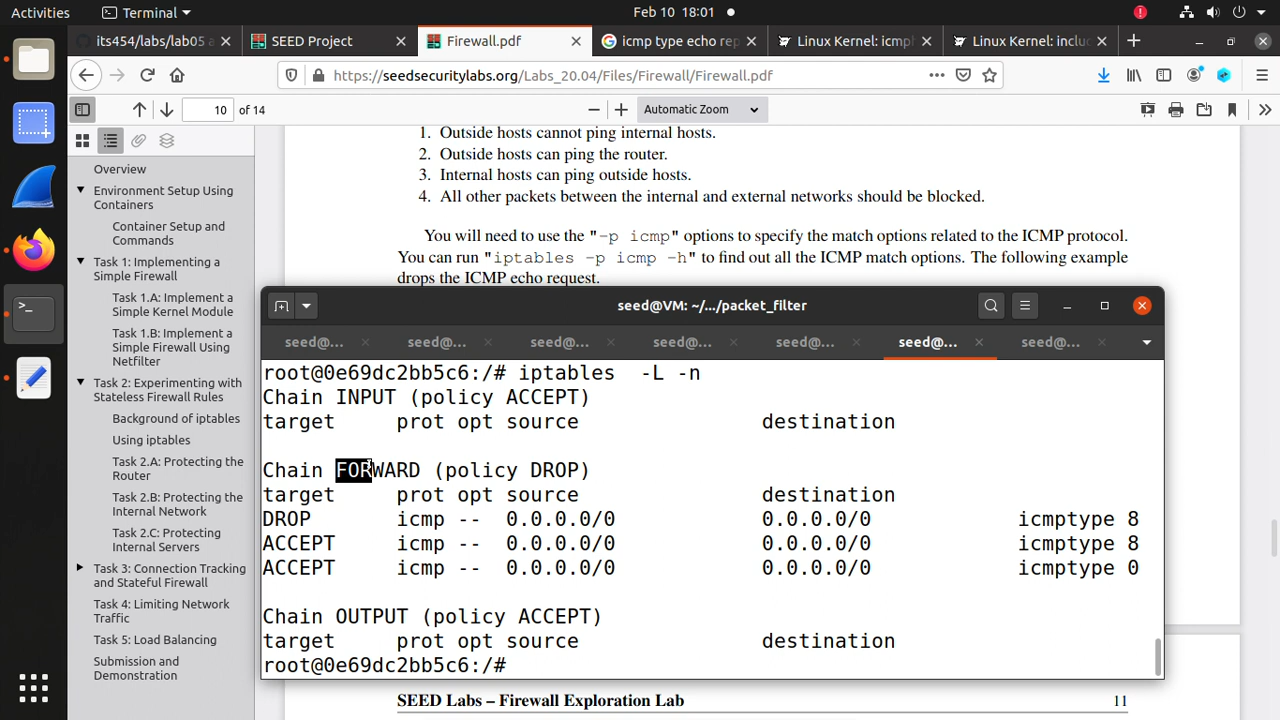 Activities Terminal Feb 10 18:01
its454/labs/lab05 a SEED Project Firewall.pdf icmp type echo rep Linux Kernel: icmp Linux Kernel: inclu
https://seedsecuritylabs.org/Labs_20.04/Files/Firewall/Firewall.pdf
10 of 14 Automatic Zoom
Overview
Environment Setup Using
Containers
Container Setup and
Commands
Task 1: Implementing a
Simple Firewall
Task 1.A: Implement a
Simple Kernel Module
Task 1.B: Implement a
Simple Firewall Using
Netfilter
Task 2: Experimenting with
Stateless Firewall Rules
Background of iptables
Using iptables
Task 2.A: Protecting the
Router
Task 2.B: Protecting the
Internal Network
Task 2.C: Protecting
Internal Servers
Task 3: Connection Tracking
and Stateful Firewall
Task 4: Limiting Network
Traffic
Task 5: Load Balancing
Submission and
Demonstration
1. Outside hosts cannot ping internal hosts.
2. Outside hosts can ping the router.
3. Internal hosts can ping outside hosts.
4. All other packets between the internal and external networks should be blocked.
You will need to use the "-p icmp" options to specify the match options related to the ICMP protocol.
You can run "iptables -p icmp -h" to find out all the ICMP match options. The following example
drops the ICMP echo request.
seed@VM: ~/.../packet_filter
seed@... seed@... seed@... seed@... seed@... seed@... seed@...
root@0e69dc2bb5c6:/# iptables  -L -n
Chain INPUT (policy ACCEPT)
target     prot opt source               destination
Chain FORWARD (policy DROP)
target     prot opt source               destination
DROP       icmp --  0.0.0.0/0            0.0.0.0/0            icmptype 8
ACCEPT     icmp --  0.0.0.0/0            0.0.0.0/0            icmptype 8
ACCEPT     icmp --  0.0.0.0/0            0.0.0.0/0            icmptype 0
Chain OUTPUT (policy ACCEPT)
target     prot opt source               destination
root@0e69dc2bb5c6:/#
SEED Labs – Firewall Exploration Lab 11